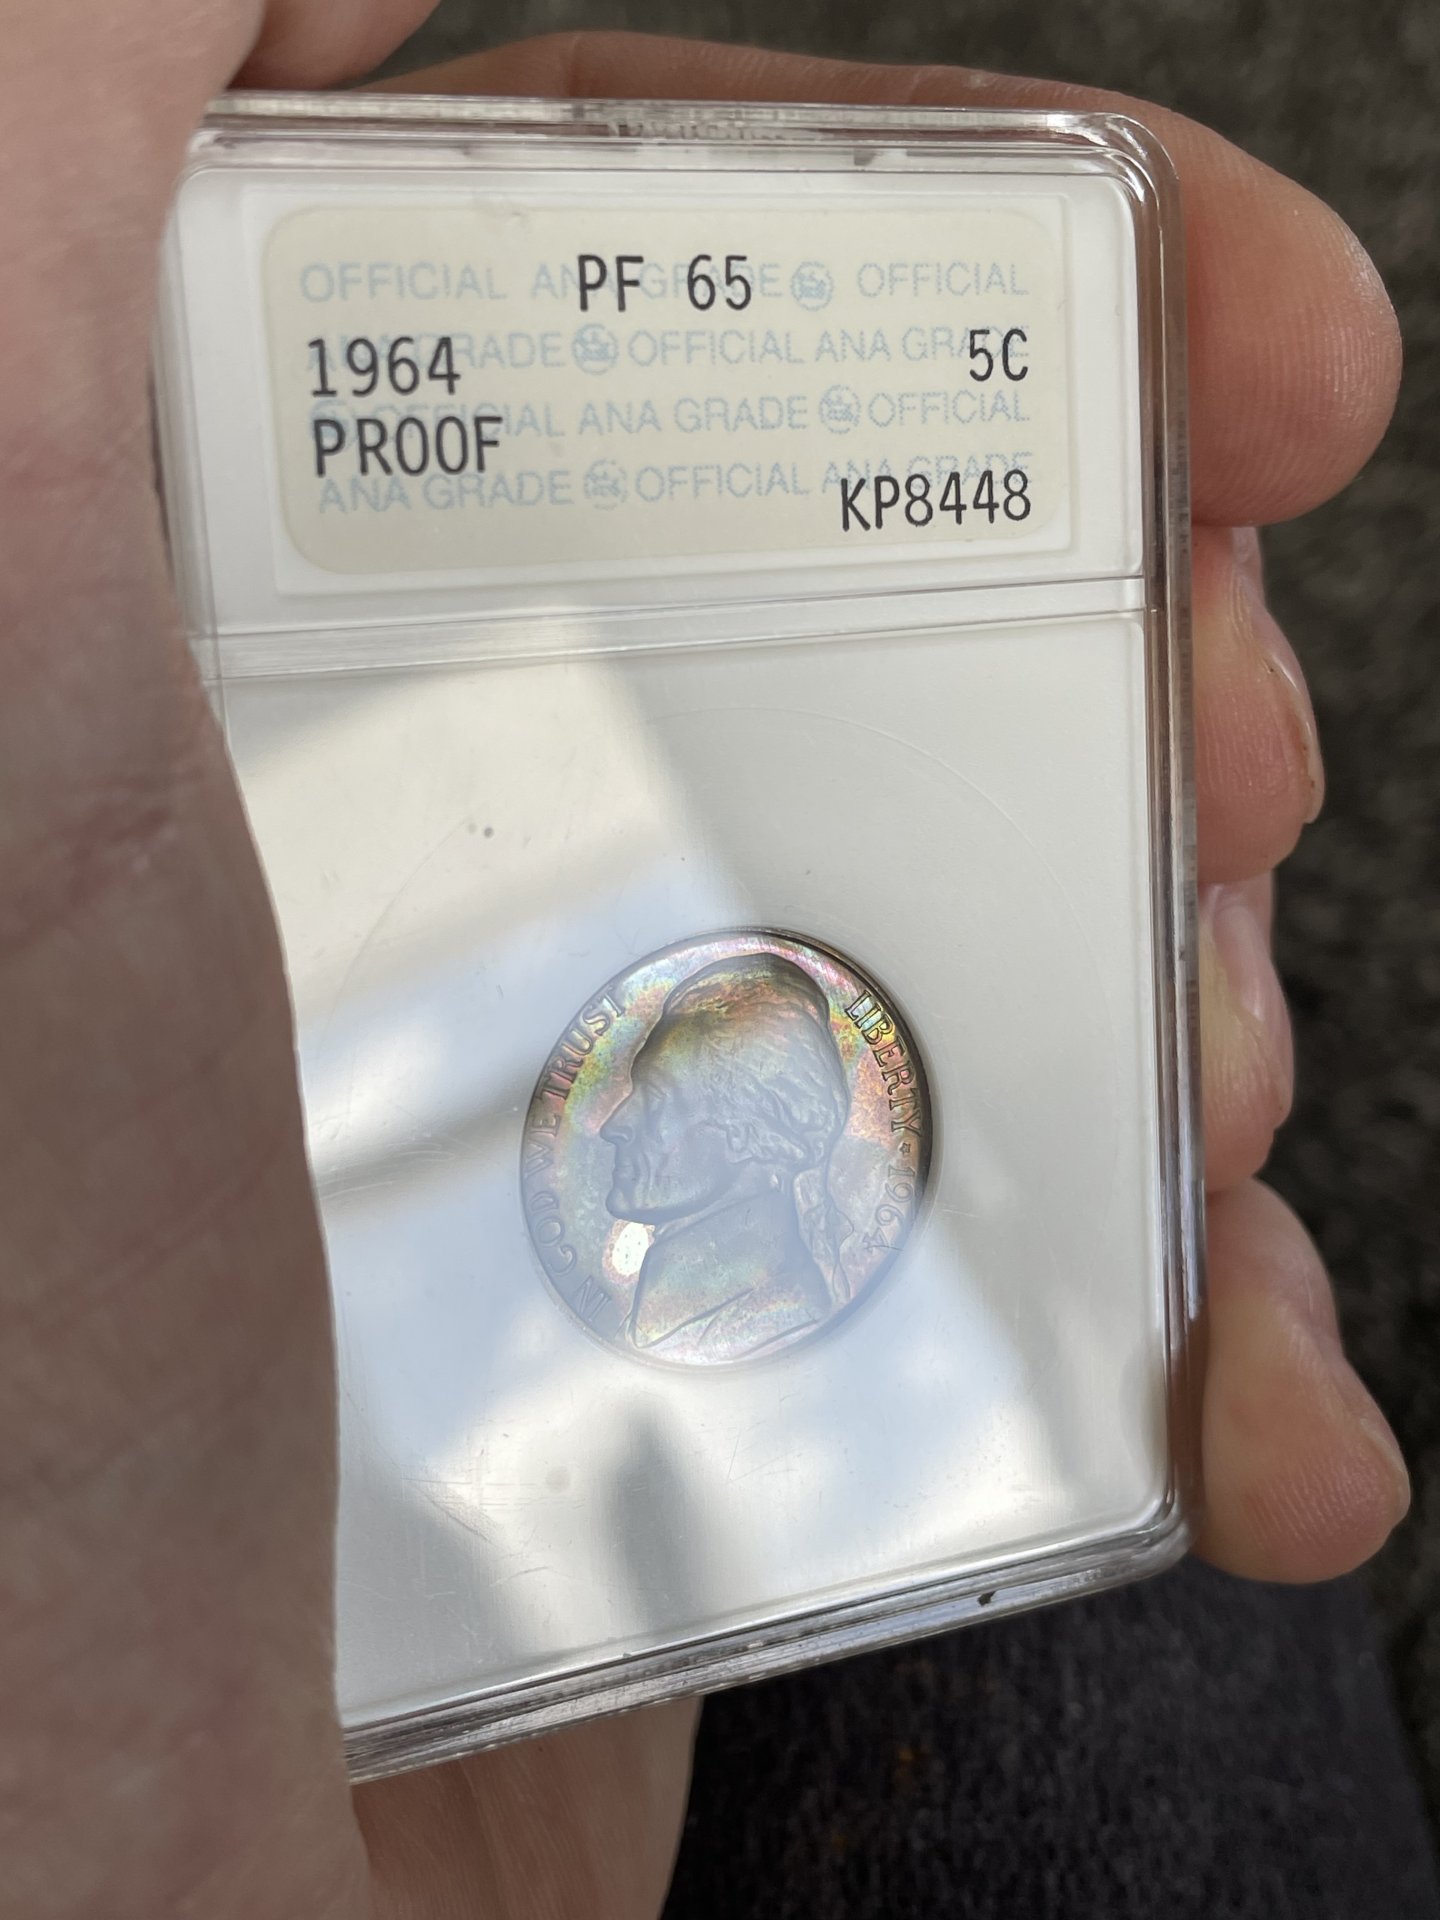 PF 65
OFFICIAL ANA GRADE OFFICIAL
1964 5C
ANA GRADE OFFICIAL ANA GRADE
PROOF
OFFICIAL ANA GRADE OFFICIAL
KP8448
ANA GRADE OFFICIAL ANA GRADE
IN GOD WE TRUST
LIBERTY ★ 1964